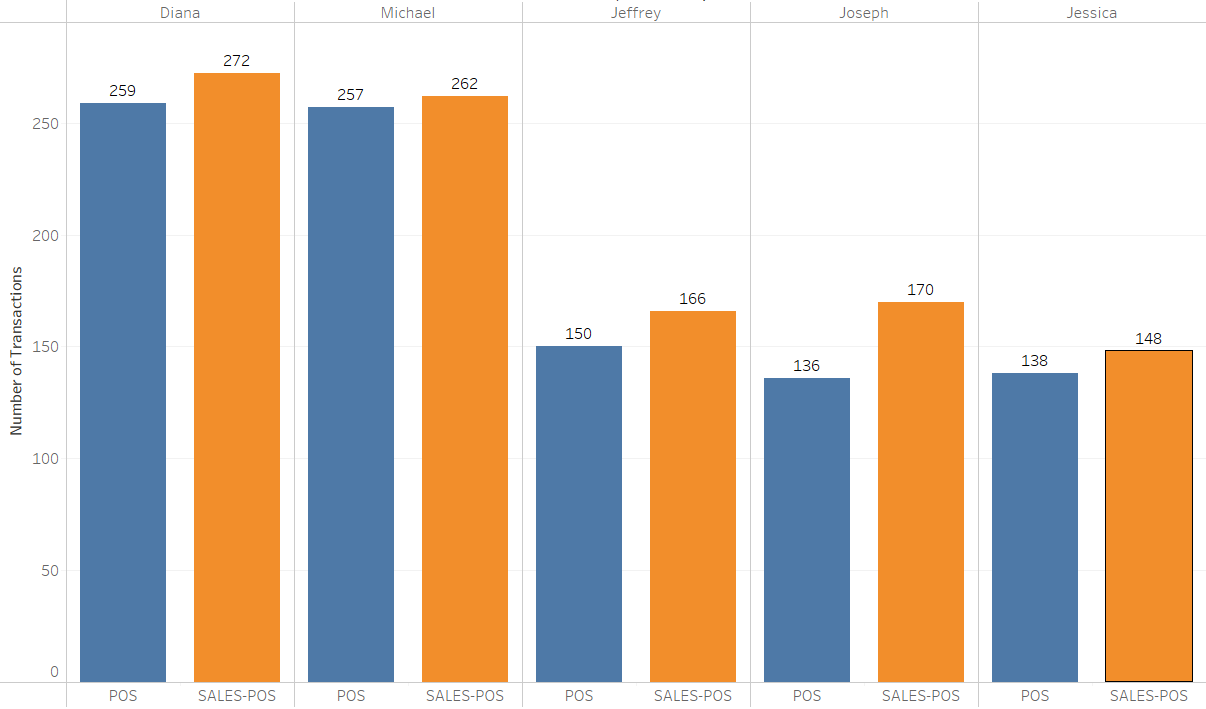 Diana Michael Jeffrey Joseph Jessica
259 272 257 262 150 166 136 170 138 148
Number of Transactions
250
200
150
100
50
0
POS SALES-POS POS SALES-POS POS SALES-POS POS SALES-POS POS SALES-POS